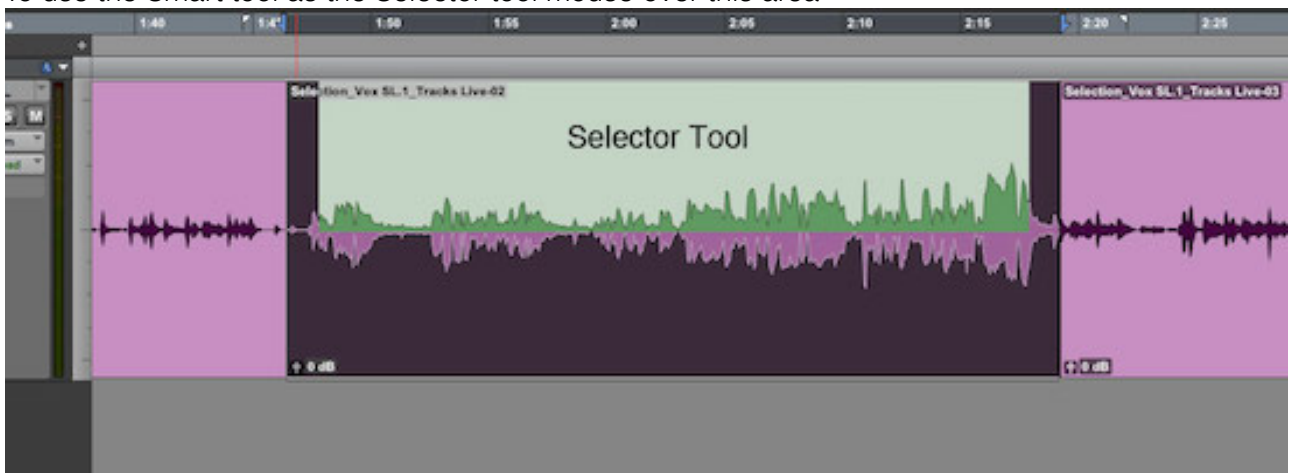 To use the Smart tool as the Selector tool mouse over this area
1:40 1:4 1:50 1:55 2:00 2:05 2:10 2:15 2:20 2:25
Selection_Vox SL.1_Tracks Live-02 Selection_Vox SL.1_Tracks Live-03
S M
Selector Tool
0 dB 0 dB